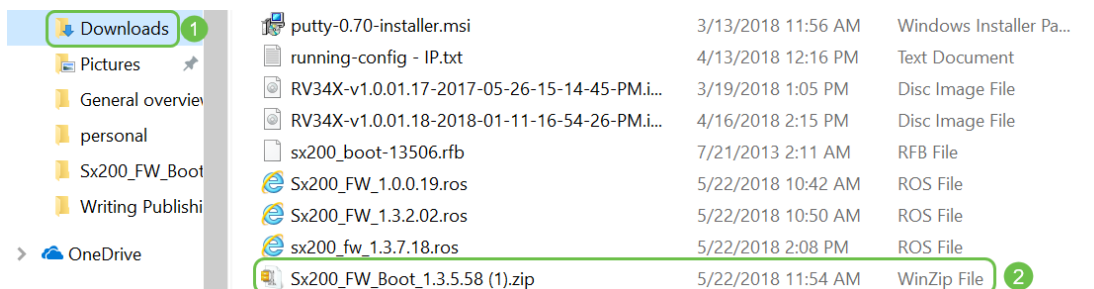 Downloads 1
Pictures
General overview
personal
Sx200_FW_Boot
Writing Publishi
OneDrive
putty-0.70-installer.msi 3/13/2018 11:56 AM Windows Installer Pa...
running-config - IP.txt 4/13/2018 12:16 PM Text Document
RV34X-v1.0.01.17-2017-05-26-15-14-45-PM.i... 3/19/2018 1:05 PM Disc Image File
RV34X-v1.0.01.18-2018-01-11-16-54-26-PM.i... 4/16/2018 2:15 PM Disc Image File
sx200_boot-13506.rfb 7/21/2013 2:11 AM RFB File
Sx200_FW_1.0.0.19.ros 5/22/2018 10:42 AM ROS File
Sx200_FW_1.3.2.02.ros 5/22/2018 10:50 AM ROS File
sx200_fw_1.3.7.18.ros 5/22/2018 2:08 PM ROS File
Sx200_FW_Boot_1.3.5.58 (1).zip 5/22/2018 11:54 AM WinZip File 2